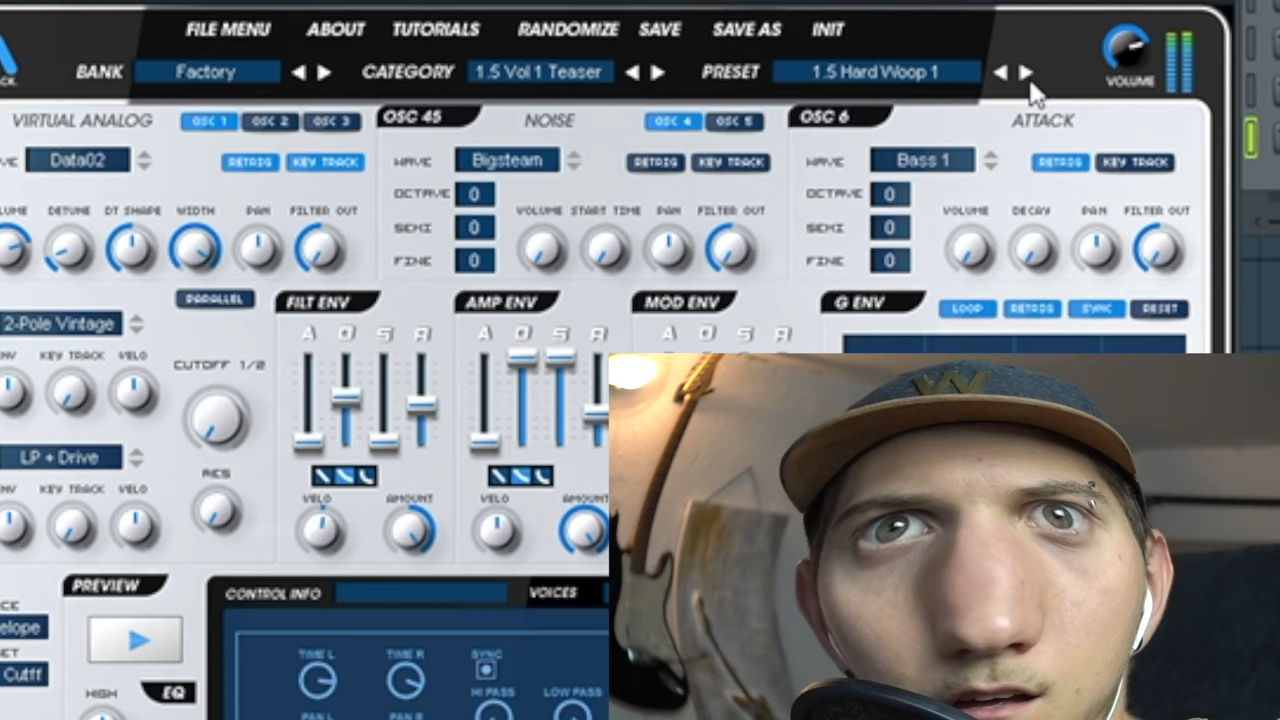 FILE MENU ABOUT TUTORIALS RANDOMIZE SAVE SAVE AS INIT
BANK Factory CATEGORY 1.5 Vol 1 Teaser PRESET 1.5 Hard Woop 1 VOLUME
VIRTUAL ANALOG OSC 1 OSC 2 OSC 3 OSC 45 NOISE OSC 4 OSC 5 OSC 6 ATTACK
Data02 RETRIG KEY TRACK WAVE Bigsteam RETRIG KEY TRACK WAVE Bass 1 RETRIG KEY TRACK
OCTAVE 0 OCTAVE 0
DETUNE DT SHAPE WIDTH PAN FILTER OUT SEMI 0 VOLUME START TIME PAN FILTER OUT SEMI 0 VOLUME DECAY PAN FILTER OUT
FINE 0 FINE 0
PARALLEL FILT ENV AMP ENV MOD ENV G ENV LOOP RETRIG SYNC RESET
2-Pole Vintage A D S R A D S R A D S R
KEY TRACK VELO CUTOFF 1/2
LP + Drive
KEY TRACK VELO RES VELO AMOUNT VELO AMOUNT
PREVIEW CONTROL INFO VOICES
elope
TIME L TIME R SYNC
Cutff
HIGH EQ HI PASS LOW PASS
PAN L PAN R